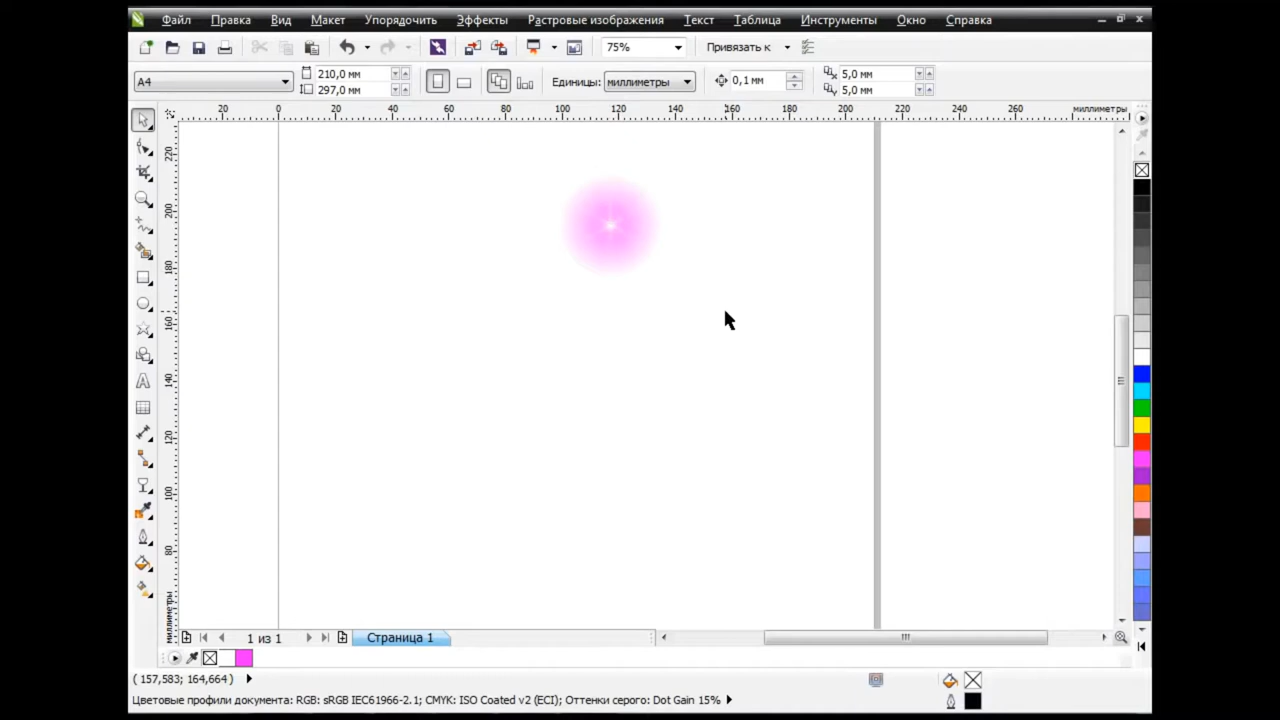 Файл Правка Вид Макет Упорядочить Эффекты Растровые изображения Текст Таблица Инструменты Окно Справка
75% Привязать к
A4 210,0 мм 297,0 мм Единицы: миллиметры 0,1 мм 5,0 мм 5,0 мм
20 0 20 40 60 80 100 120 140 160 180 200 220 240 260 миллиметры
220
200
180
160
140
120
100
80
миллиметры
1 из 1 Страница 1
( 157,583; 164,664 )
Цветовые профили документа: RGB: sRGB IEC61966-2.1; CMYK: ISO Coated v2 (ECI); Оттенки серого: Dot Gain 15%